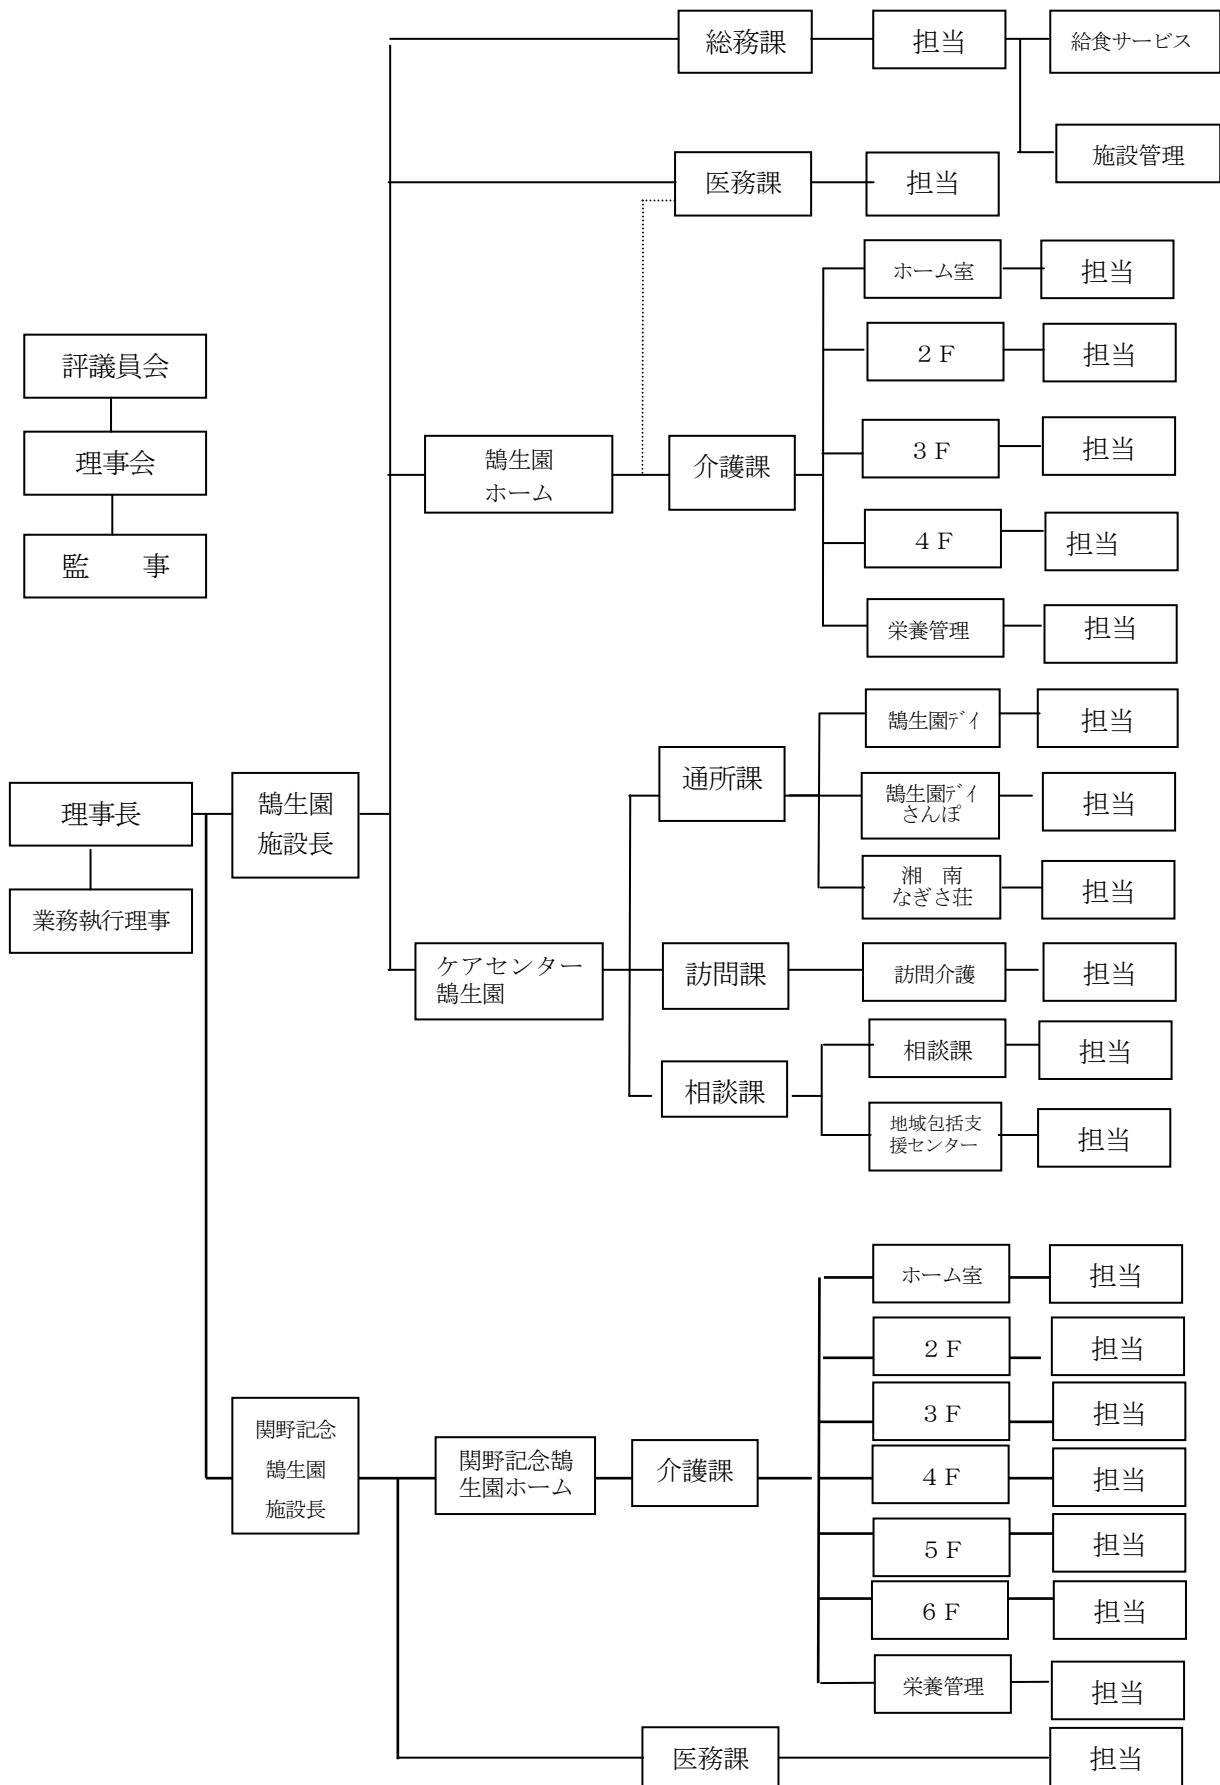 総務課
担当
給食サービス
施設管理
医務課
担当
ホーム室
担当
２Ｆ
担当
評議員会
理事会
監　事
鵠生園
ホーム
介護課
３Ｆ
担当
４Ｆ
担当
栄養管理
担当
理事長
業務執行理事
鵠生園
施設長
通所課
鵠生園ﾃﾞイ
担当
鵠生園ﾃﾞイ
さんぽ
担当
湘　南
なぎさ荘
担当
ケアセンター
鵠生園
訪問課
訪問介護
担当
相談課
相談課
担当
地域包括支
援センター
担当
関野記念
鵠生園
施設長
関野記念鵠
生園ホーム
介護課
ホーム室
担当
２Ｆ
担当
３Ｆ
担当
４Ｆ
担当
５Ｆ
担当
６Ｆ
担当
栄養管理
担当
医務課
担当